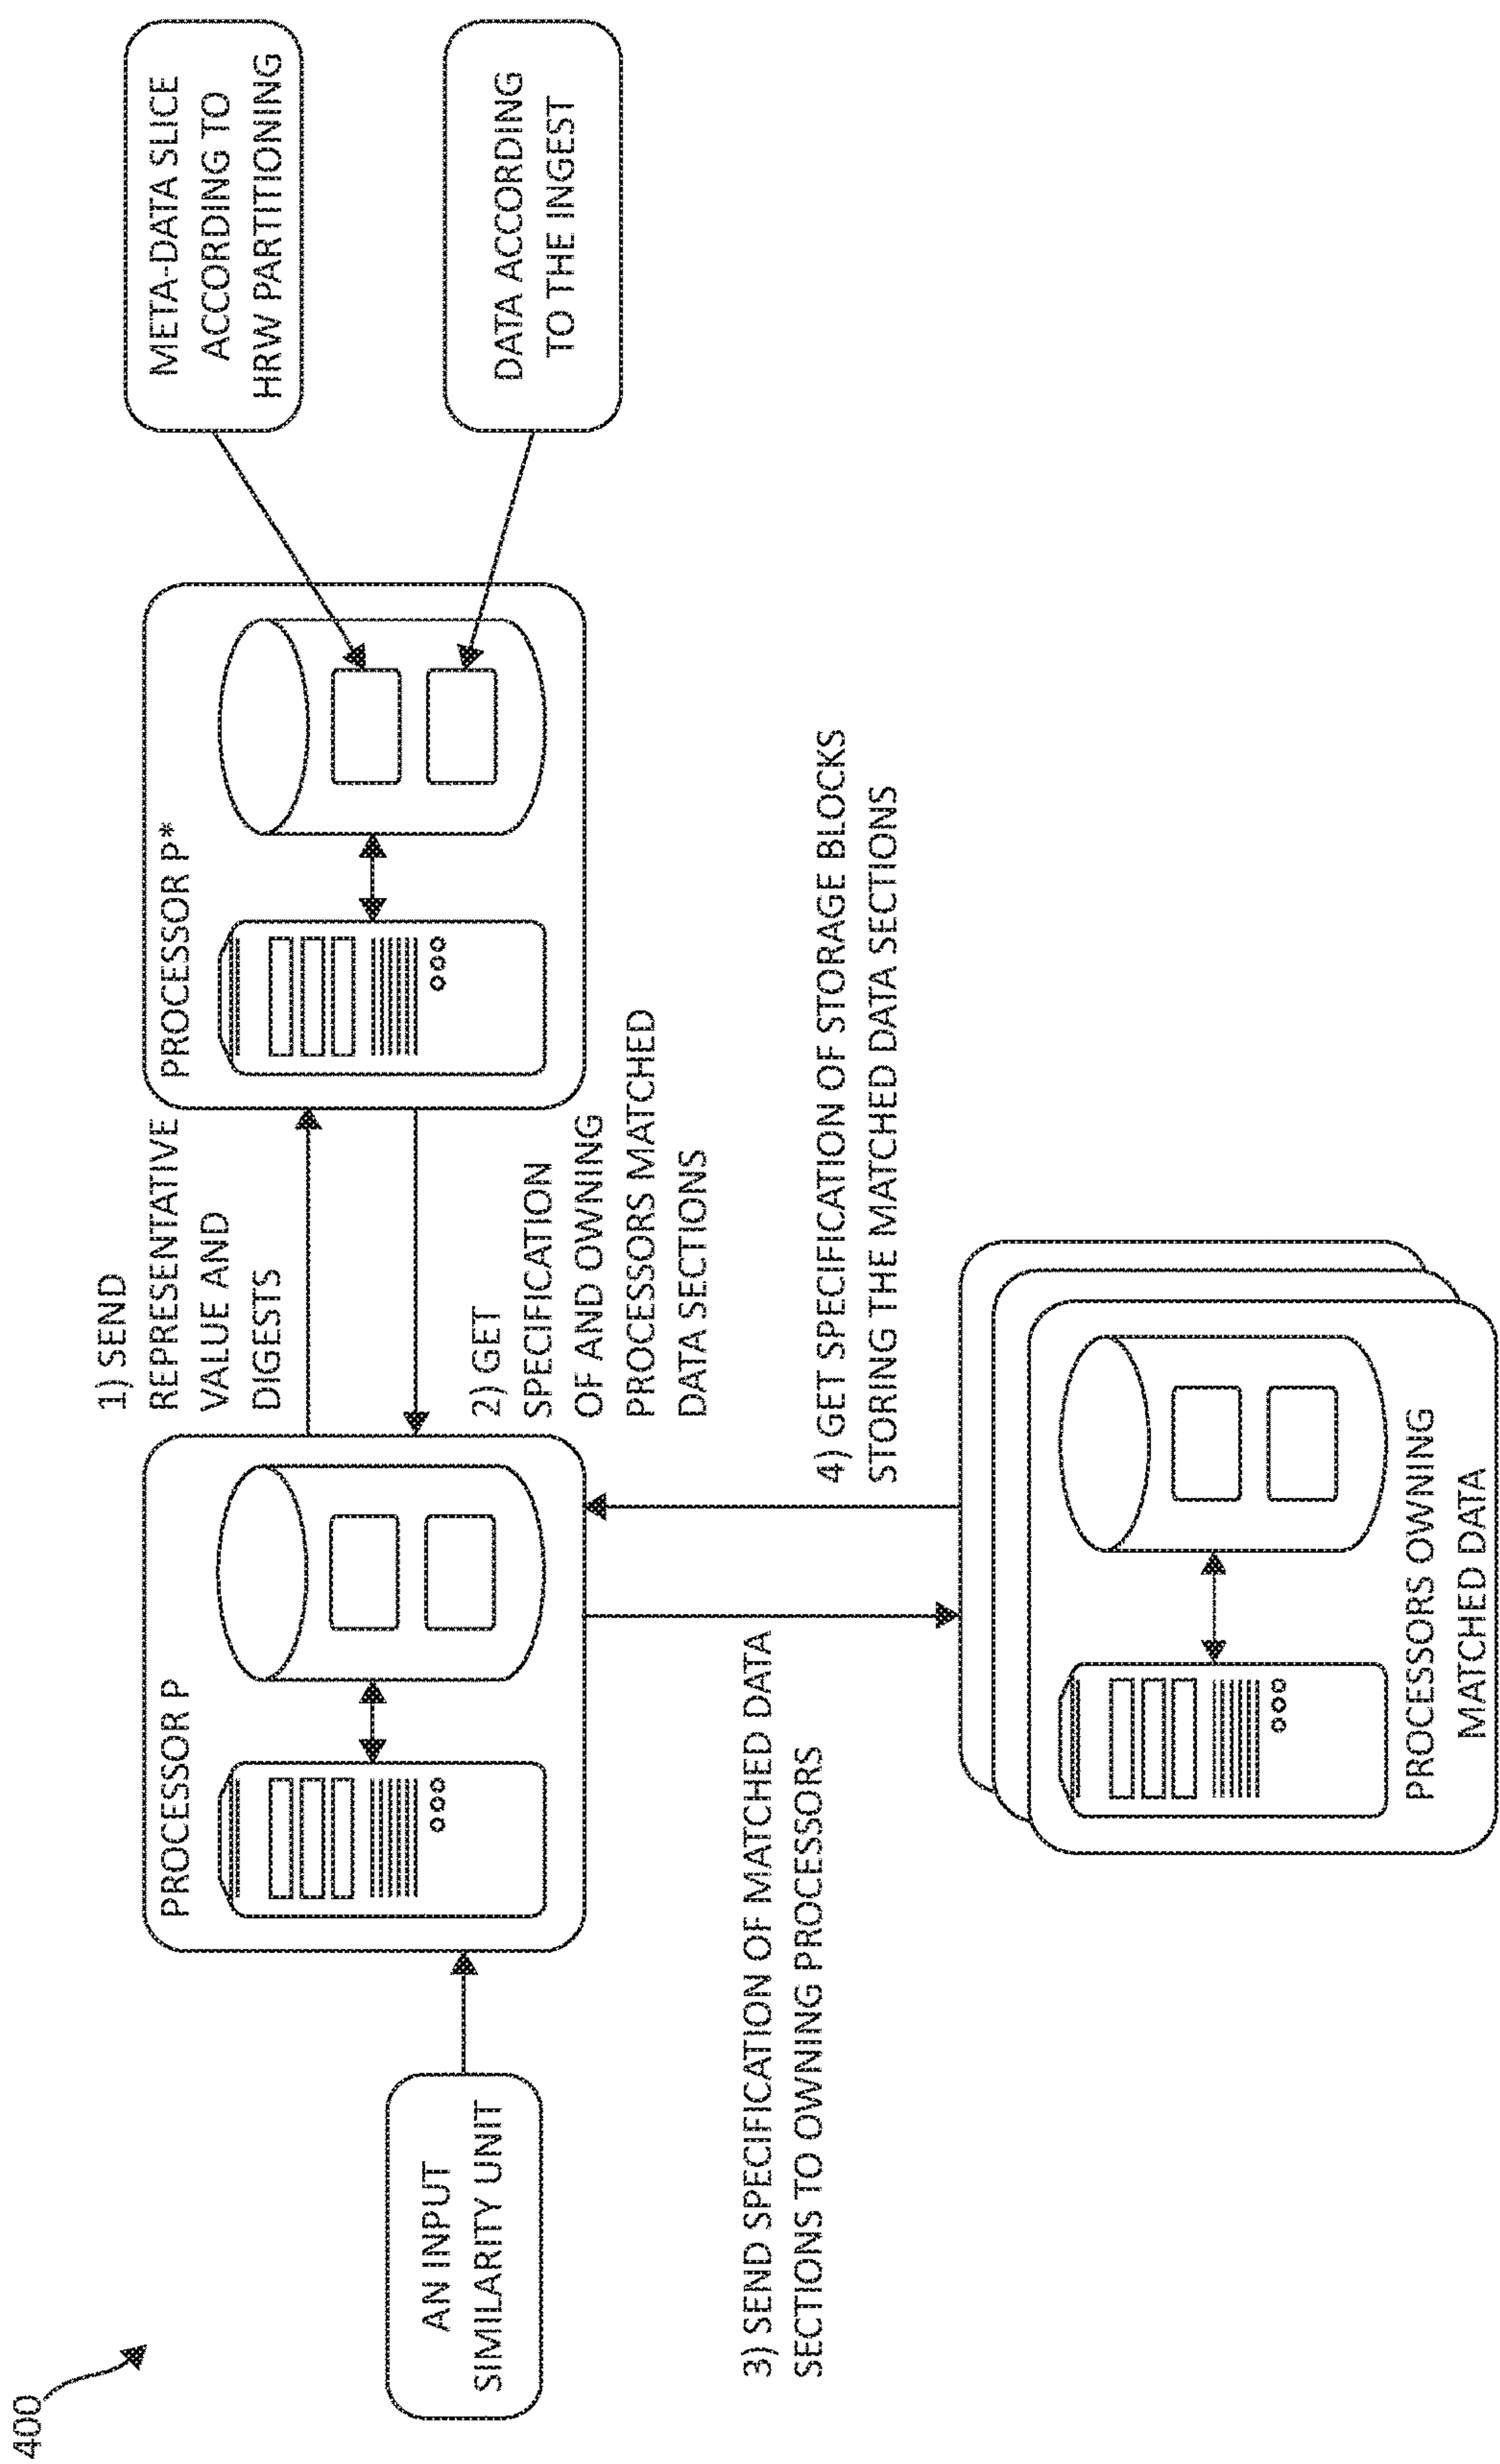 400
AN INPUT
SIMILARITY UNIT
PROCESSOR P
1) SEND
REPRESENTATIVE
VALUE AND
DIGESTS
2) GET
SPECIFICATION
OF AND OWNING
PROCESSORS MATCHED
DATA SECTIONS
PROCESSOR P*
META-DATA SLICE
ACCORDING TO
HRW PARTITIONING
DATA ACCORDING
TO THE INGEST
3) SEND SPECIFICATION OF MATCHED DATA
SECTIONS TO OWNING PROCESSORS
4) GET SPECIFICATION OF STORAGE BLOCKS
STORING THE MATCHED DATA SECTIONS
PROCESSORS OWNING
MATCHED DATA